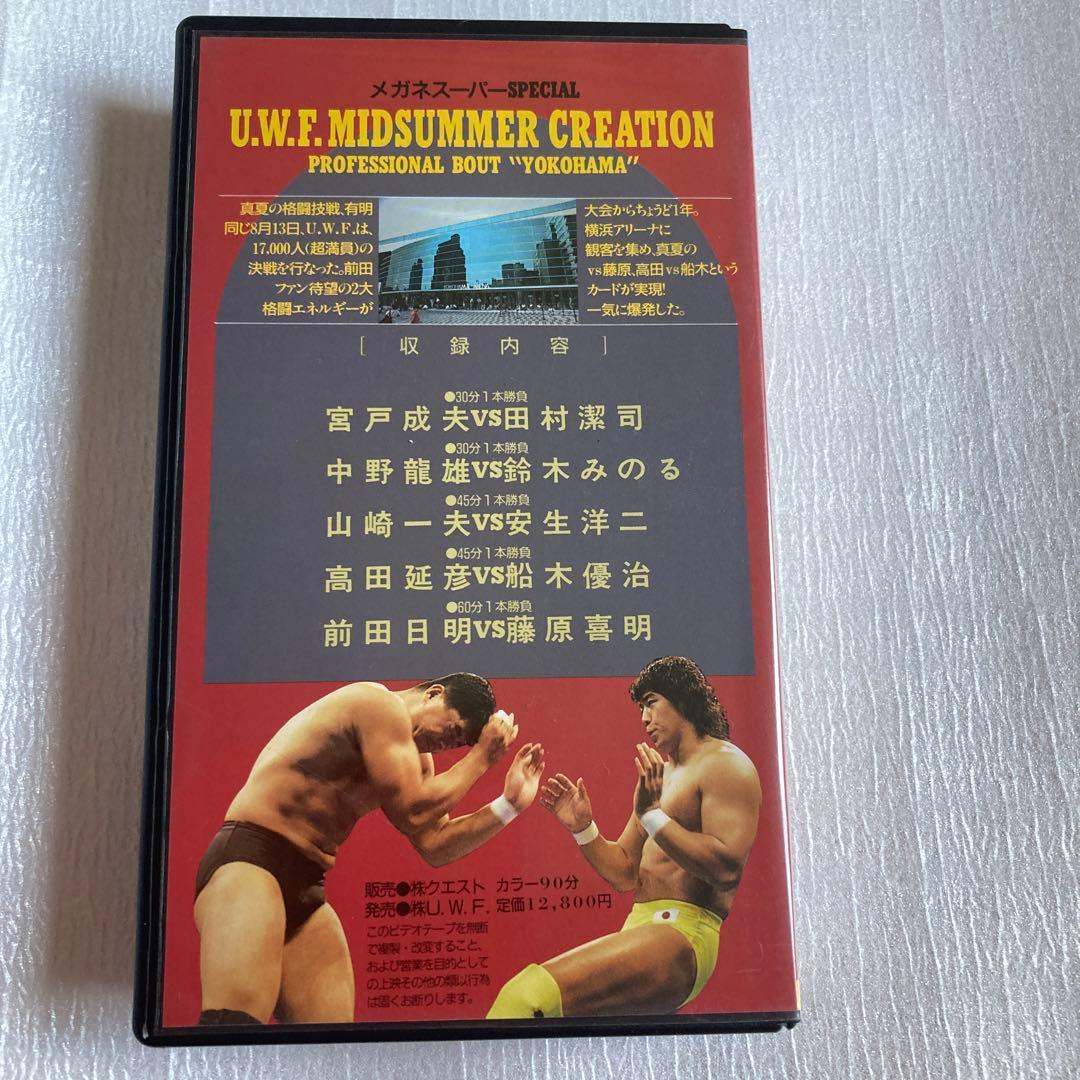 メガネスーパーSPECIAL
U.W.F. MIDSUMMER CREATION
PROFESSIONAL BOUT "YOKOHAMA"
真夏の格闘技戦、有明大会からちょうど1年。
同じ8月13日、U.W.F.は、横浜アリーナに
17,000人(超満員)の観客を集め、真夏の
決戦を行なった。前田vs藤原、高田vs船木という
ファン待望の2大カードが実現!
格闘エネルギーが一気に爆発した。
YOKOHAMA ARENA
[収録内容]
●30分1本勝負
宮戸成夫VS田村潔司
●30分1本勝負
中野龍雄VS鈴木みのる
●45分1本勝負
山崎一夫VS安生洋二
●45分1本勝負
高田延彦VS船木優治
●60分1本勝負
前田日明VS藤原喜明
販売●㈱クエスト カラー90分
発売●㈱U.W.F. 定価12,800円
このビデオテープを無断
で複製・改変すること、
および営業を目的として
の上映その他の類以行為
は固くお断りします。